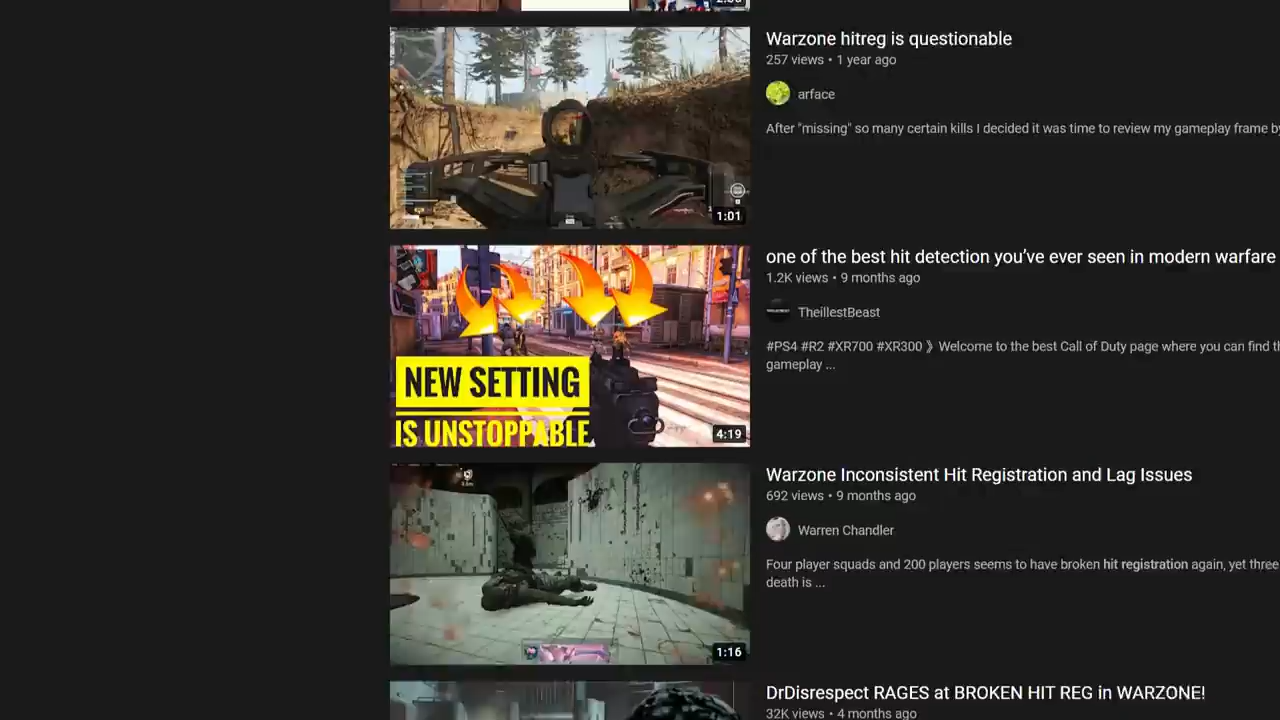 Warzone hitreg is questionable
257 views • 1 year ago
arface
After "missing" so many certain kills I decided it was time to review my gameplay frame by
1:01
one of the best hit detection you've ever seen in modern warfare
1.2K views • 9 months ago
TheillestBeast
#PS4 #R2 #XR700 #XR300 》Welcome to the best Call of Duty page where you can find th
gameplay ...
NEW SETTING
IS UNSTOPPABLE
4:19
Warzone Inconsistent Hit Registration and Lag Issues
692 views • 9 months ago
Warren Chandler
Four player squads and 200 players seems to have broken hit registration again, yet three
death is ...
1:16
DrDisrespect RAGES at BROKEN HIT REG in WARZONE!
32K views • 4 months ago